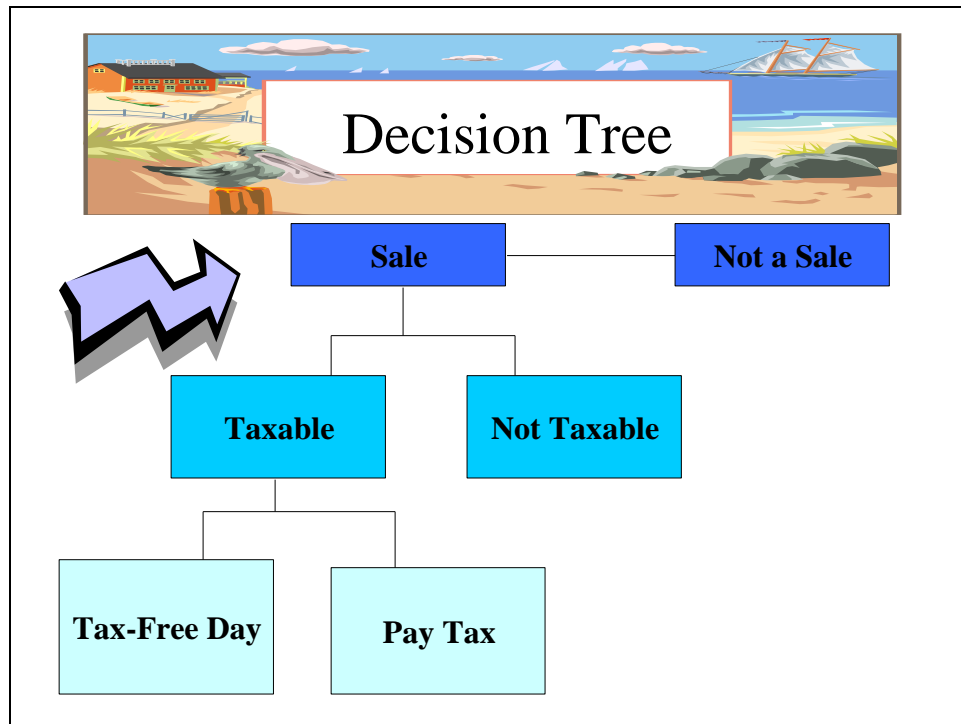 Decision Tree
Sale
Not a Sale
Taxable
Not Taxable
Tax-Free Day
Pay Tax